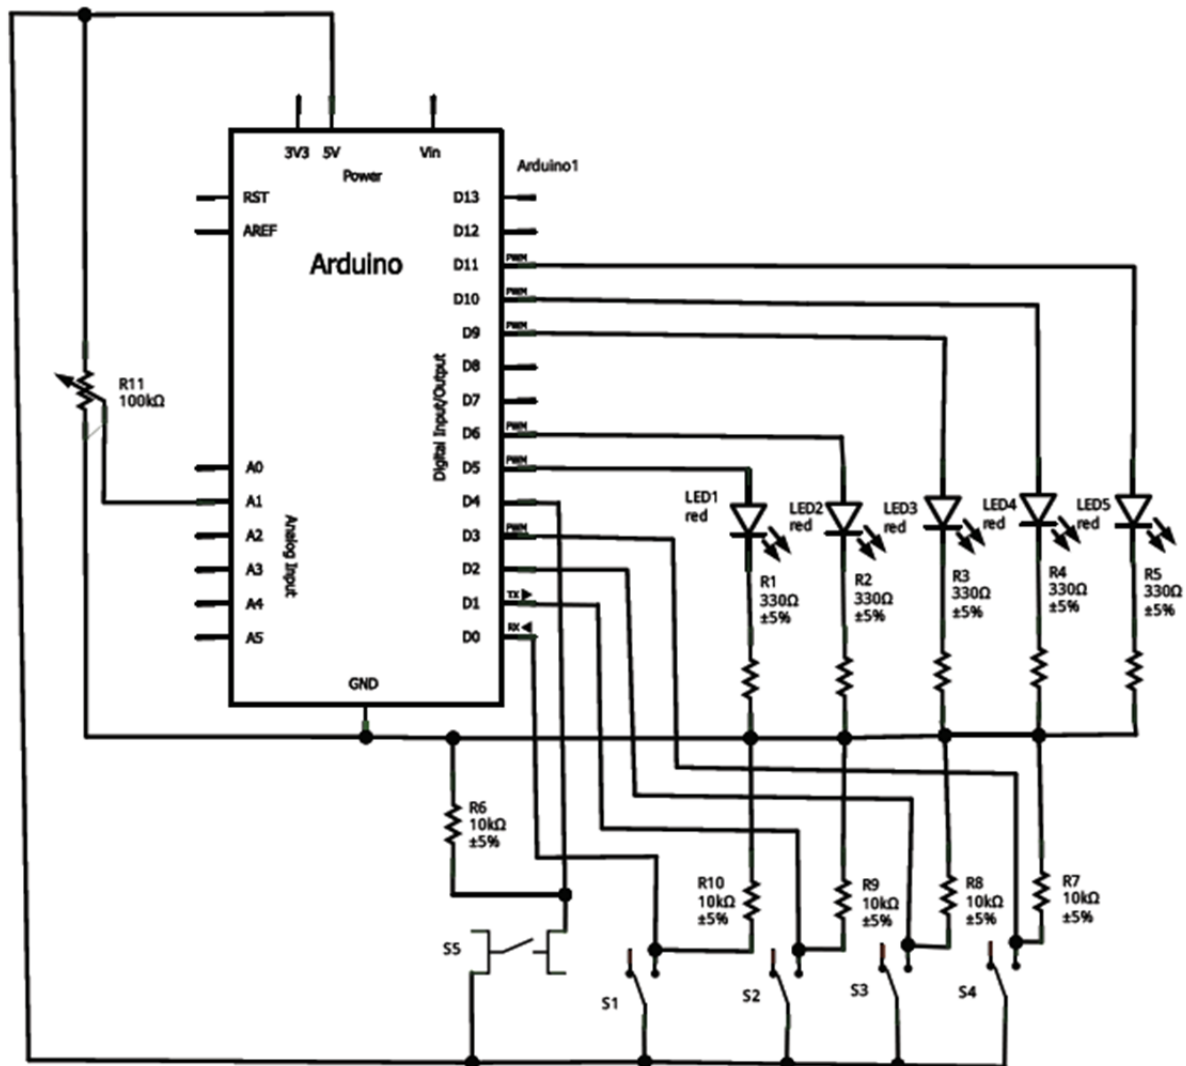 3V3 5V Vin
Power
Arduino1
RST
AREF
Arduino
D13
D12
D11 PWM
D10 PWM
D9 PWM
D8
D7
D6 PWM
D5 PWM
D4
D3 PWM
D2
D1 TX
D0 RX
Digital Input/Output
R11
100kΩ
A0
A1
A2
A3
A4
A5
Analog Input
GND
LED1
red
LED2
red
LED3
red
LED4
red
LED5
red
R1
330Ω
±5%
R2
330Ω
±5%
R3
330Ω
±5%
R4
330Ω
±5%
R5
330Ω
±5%
R6
10kΩ
±5%
R10
10kΩ
±5%
R9
10kΩ
±5%
R8
10kΩ
±5%
R7
10kΩ
±5%
S5
S1
S2
S3
S4